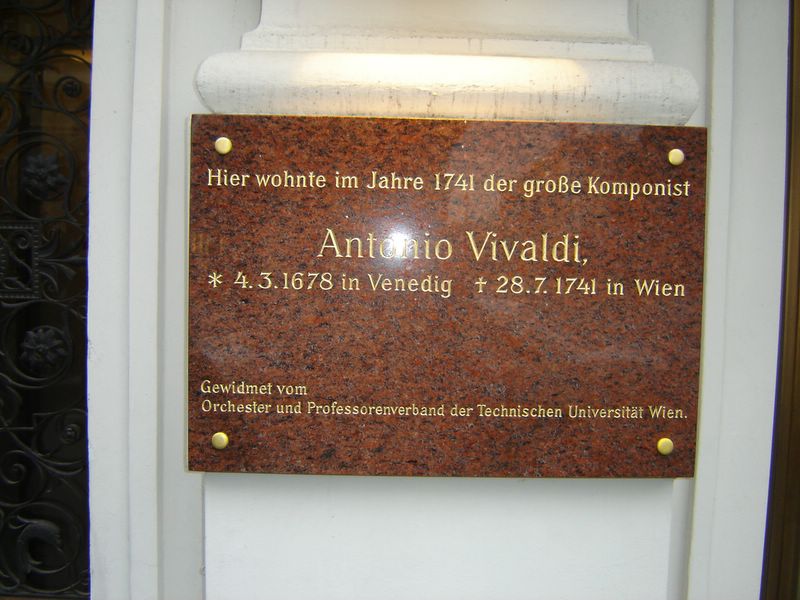 Hier wohnte im Jahre 1741 der große Komponist
Antonio Vivaldi,
* 4.3.1678 in Venedig † 28.7.1741 in Wien
Gewidmet vom
Orchester und Professorenverband der Technischen Universität Wien.